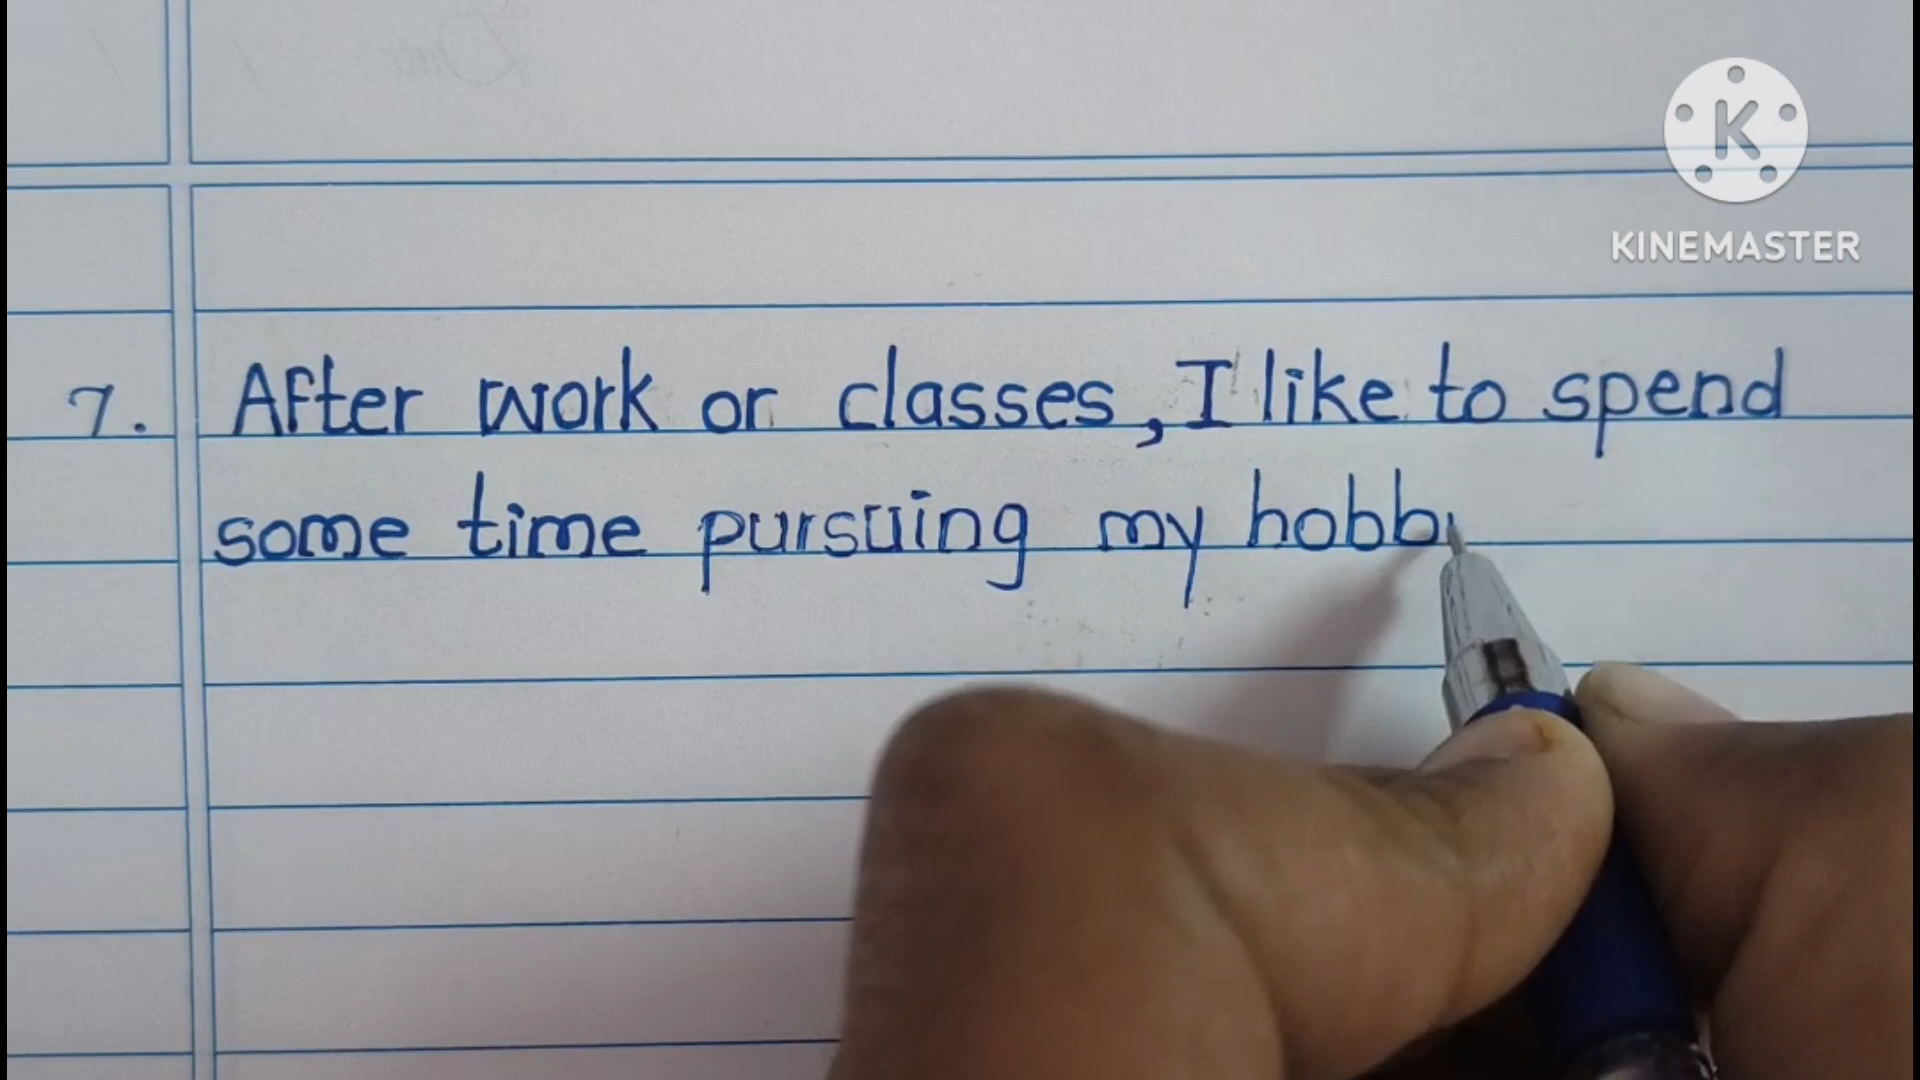 KINEMASTER
7. After work or classes, I like to spend
some time pursuing my hobb